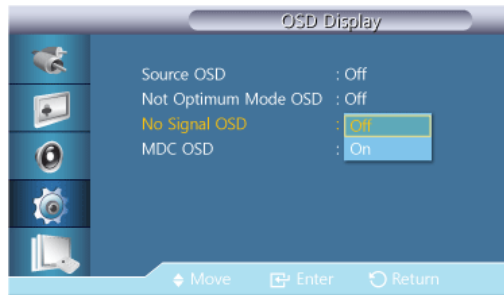 OSD Display
Source OSD : Off
Not Optimum Mode OSD : Off
No Signal OSD : Off
MDC OSD : On
Move Enter Return